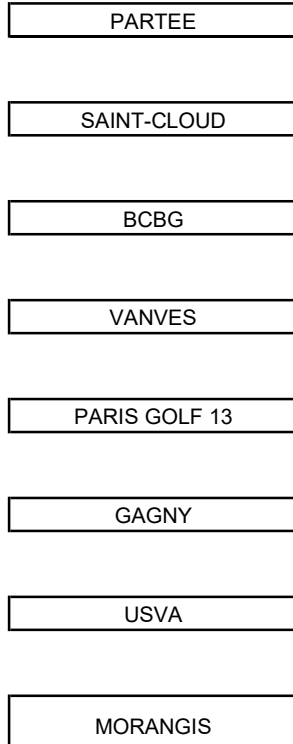 PARTEE
SAINT-CLOUD
BCBG
VANVES
PARIS GOLF 13
GAGNY
USVA
MORANGIS